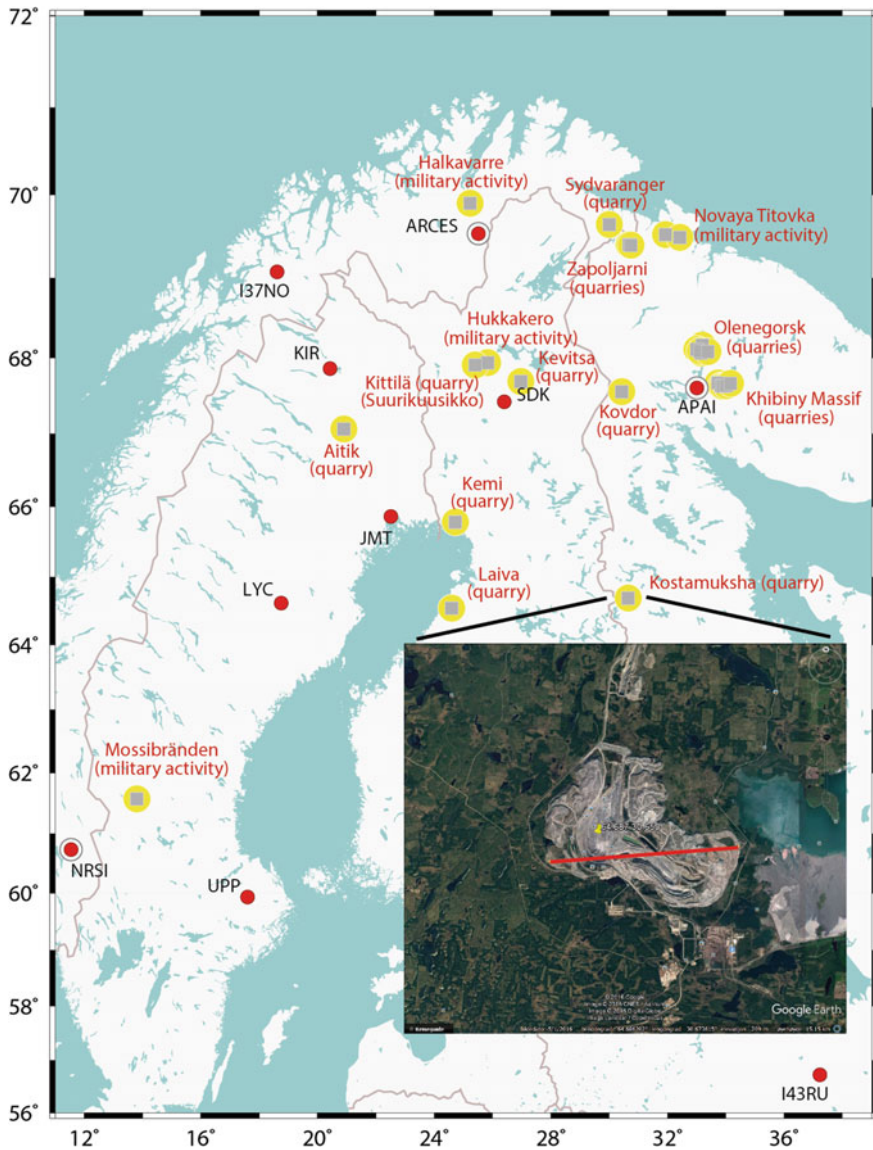 72°
70°
68°
66°
64°
62°
60°
58°
56°
12°
16°
20°
24°
28°
32°
36°
Halkavarre
(military activity)
ARCES
Sydvaranger
(quarry)
Novaya Titovka
(military activity)
Zapoljarni
(quarries)
I37NO
Hukkakero
(military activity)
Olenegorsk
(quarries)
KIR
Kevitsa
(quarry)
Kittilä (quarry)
(Suurikuusikko)
SDK
Kovdor
(quarry)
APAI
Khibiny Massif
(quarries)
Aitik
(quarry)
Kemi
(quarry)
JMT
Laiva
(quarry)
Kostamuksha (quarry)
LYC
Mossibränden
(military activity)
NRSI
UPP
Google Earth
I43RU